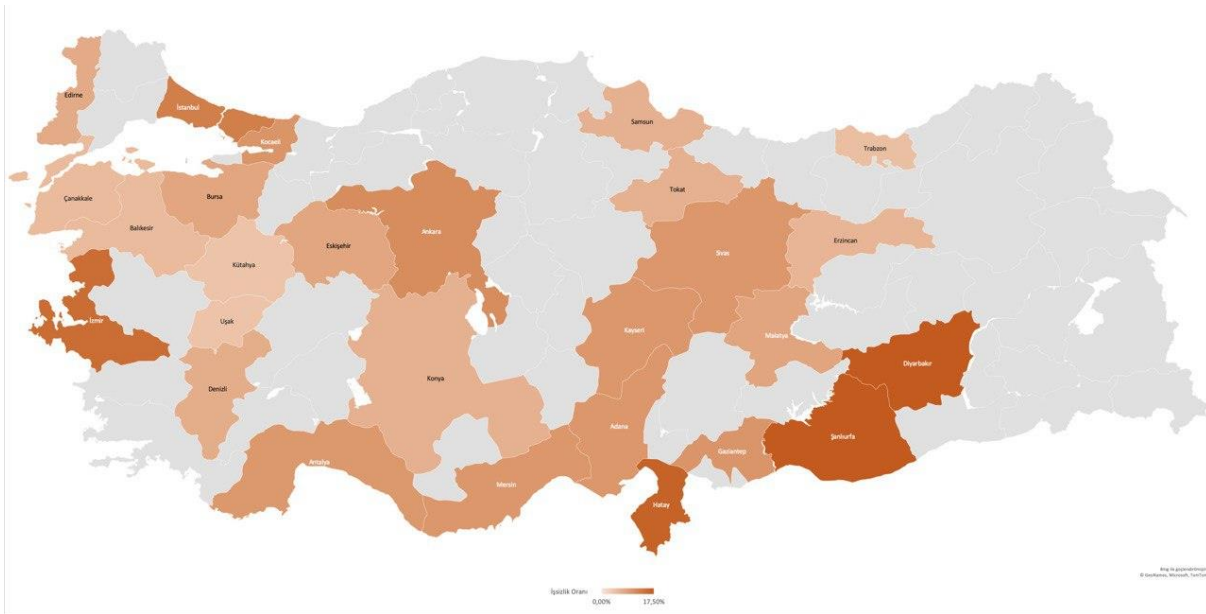 Edirne
İstanbul
Kocaeli
Samsun
Trabzon
Çanakkale
Bursa
Tokat
Balıkesir
Ankara
Eskişehir
Erzincan
Sivas
Kütahya
İzmir
Uşak
Kayseri
Malatya
Diyarbakır
Denizli
Konya
Adana
Şanlıurfa
Gaziantep
Antalya
Mersin
Hatay
İşsizlik Oranı
0,00% 17,50%